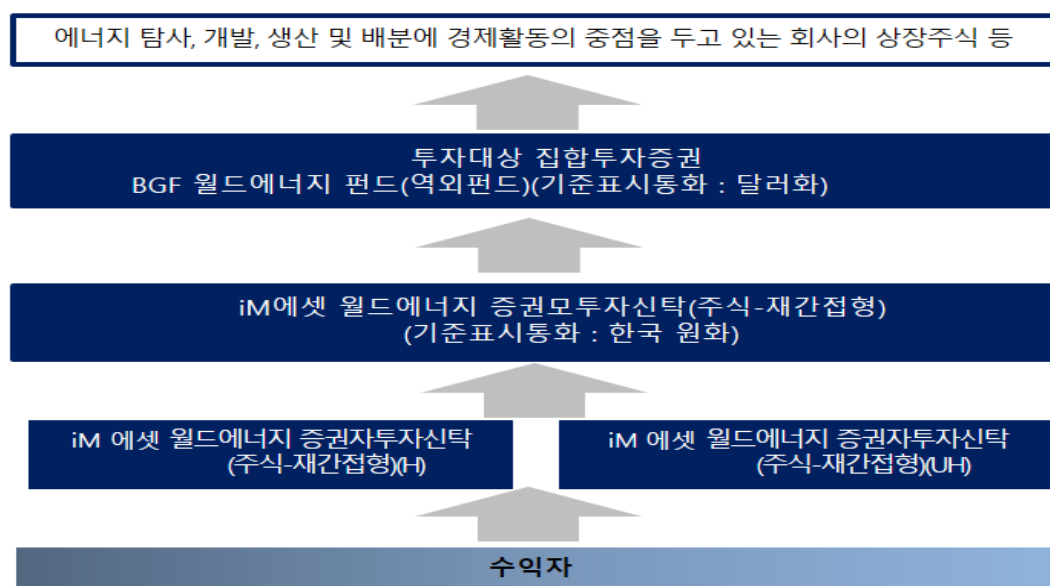 에너지 탐사, 개발, 생산 및 배분에 경제활동의 중점을 두고 있는 회사의 상장주식 등
투자대상 집합투자증권
BGF 월드에너지 펀드(역외펀드)(기준표시통화 : 달러화)
iM에셋 월드에너지 증권모투자신탁(주식-재간접형)
(기준표시통화 : 한국 원화)
iM 에셋 월드에너지 증권자투자신탁
(주식-재간접형)(H)
iM 에셋 월드에너지 증권자투자신탁
(주식-재간접형)(UH)
수익자